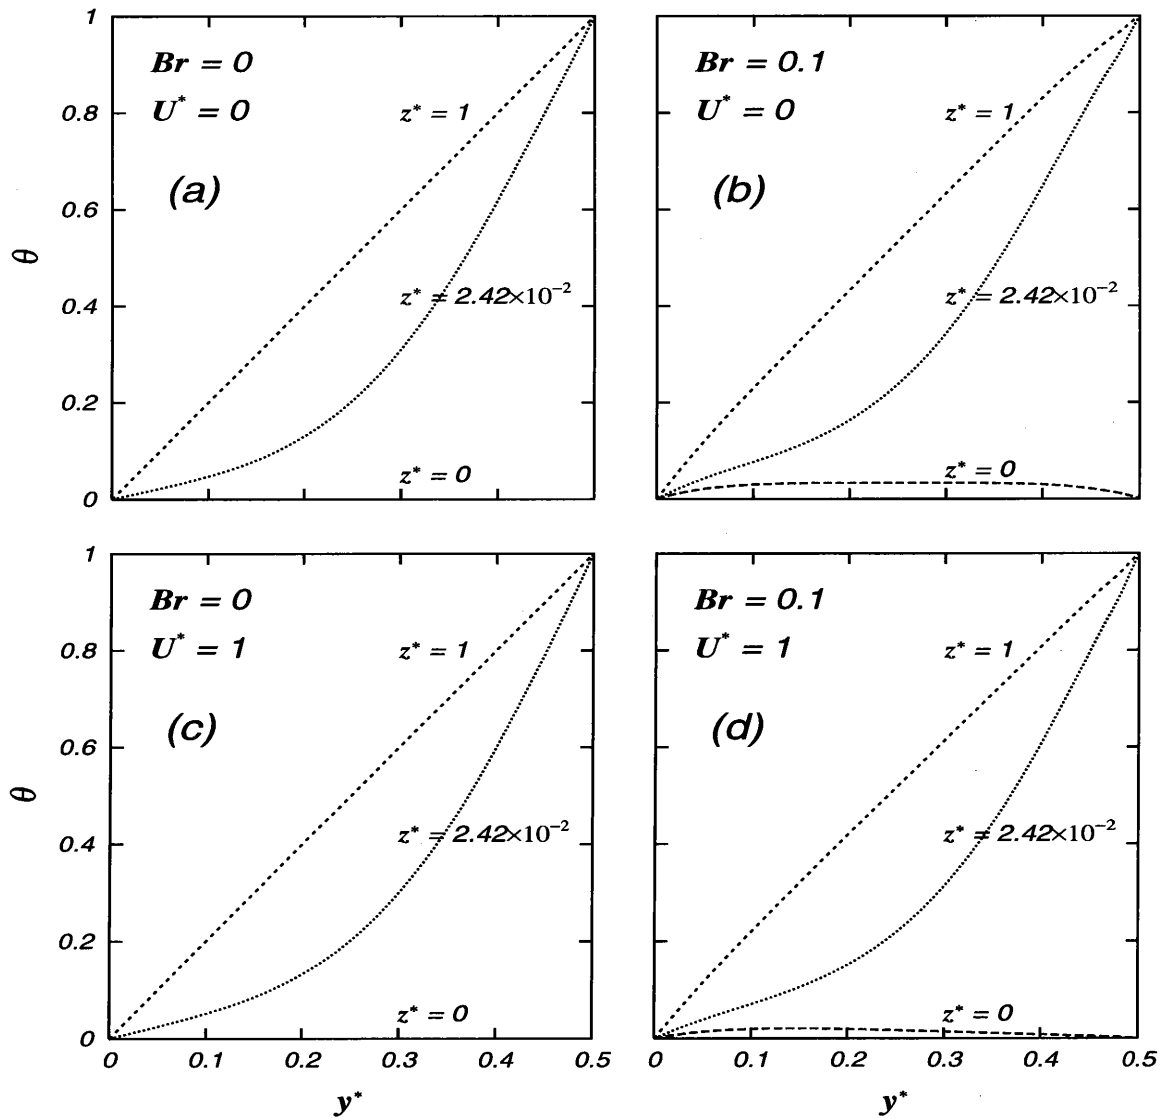 1
0.8
0.6
0.4
0.2
0
θ
Br = 0
U* = 0
(a)
z* = 1
z* = 2.42×10⁻²
z* = 0
Br = 0.1
U* = 0
(b)
z* = 1
z* = 2.42×10⁻²
z* = 0
1
0.8
0.6
0.4
0.2
0
θ
Br = 0
U* = 1
(c)
z* = 1
z* = 2.42×10⁻²
z* = 0
0 0.1 0.2 0.3 0.4 0.5
y*
Br = 0.1
U* = 1
(d)
z* = 1
z* = 2.42×10⁻²
z* = 0
0 0.1 0.2 0.3 0.4 0.5
y*